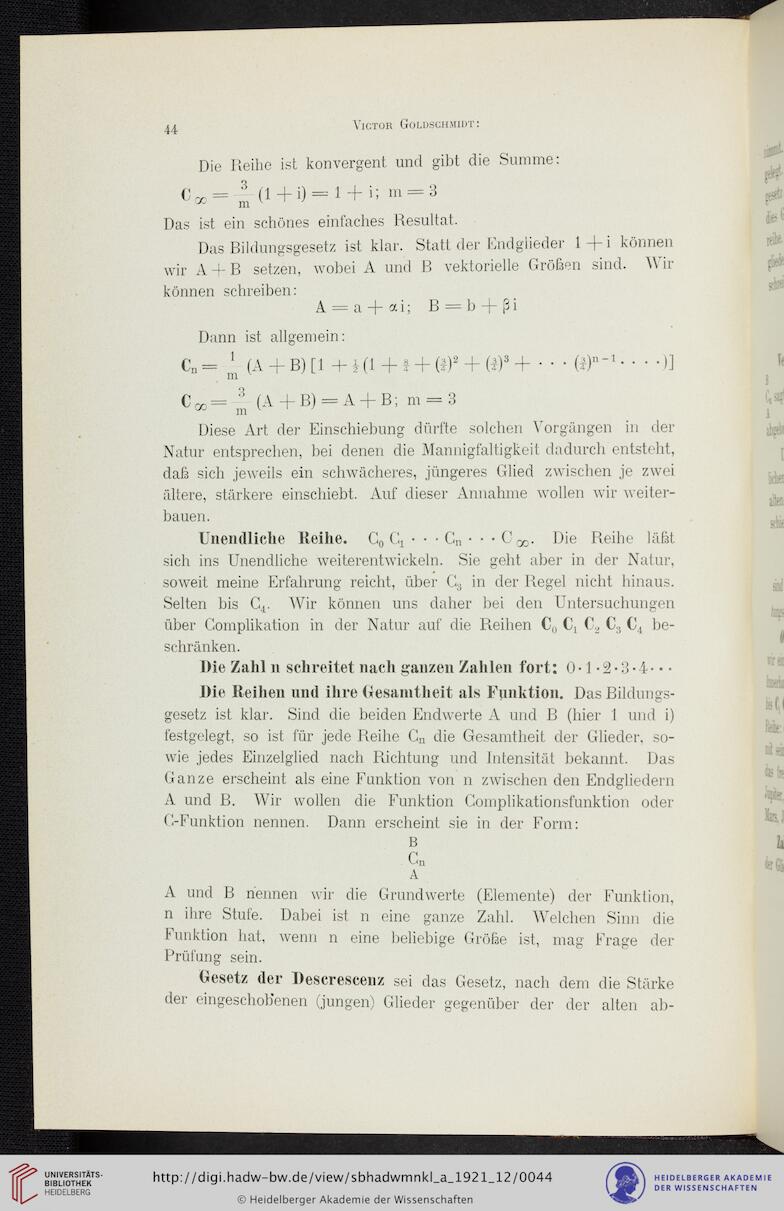 44
VICTOR GOLDSCHMIDT:
Die Reihe ist konvergent und gibt die Summe:
C∞ = 3/m (1 + i) = 1 + i; m = 3
Das ist ein schönes einfaches Resultat.
Das Bildungsgesetz ist klar. Statt der Endglieder 1 + i können
wir A + B setzen, wobei A und B vektorielle Größen sind. Wir
können schreiben:
A = a + αi; B = b + βi
Dann ist allgemein:
Cn = 1/m (A + B) [1 + ½ (1 + ¾ + (¾)² + (¾)³ + · · · (¾)ⁿ⁻¹ · · · ·)]
C∞ = 3/m (A + B) = A + B; m = 3
Diese Art der Einschiebung dürfte solchen Vorgängen in der
Natur entsprechen, bei denen die Mannigfaltigkeit dadurch entsteht,
daß sich jeweils ein schwächeres, jüngeres Glied zwischen je zwei
ältere, stärkere einschiebt. Auf dieser Annahme wollen wir weiter-
bauen.
Unendliche Reihe. C₀ C₁ · · · Cn · · · C∞. Die Reihe läßt
sich ins Unendliche weiterentwickeln. Sie geht aber in der Natur,
soweit meine Erfahrung reicht, über C₃ in der Regel nicht hinaus.
Selten bis C₄. Wir können uns daher bei den Untersuchungen
über Complikation in der Natur auf die Reihen C₀ C₁ C₂ C₃ C₄ be-
schränken.
Die Zahl n schreitet nach ganzen Zahlen fort: 0·1·2·3·4···
Die Reihen und ihre Gesamtheit als Funktion. Das Bildungs-
gesetz ist klar. Sind die beiden Endwerte A und B (hier 1 und i)
festgelegt, so ist für jede Reihe Cn die Gesamtheit der Glieder, so-
wie jedes Einzelglied nach Richtung und Intensität bekannt. Das
Ganze erscheint als eine Funktion von n zwischen den Endgliedern
A und B. Wir wollen die Funktion Complikationsfunktion oder
C-Funktion nennen. Dann erscheint sie in der Form:
B
Cn
A
A und B nennen wir die Grundwerte (Elemente) der Funktion,
n ihre Stufe. Dabei ist n eine ganze Zahl. Welchen Sinn die
Funktion hat, wenn n eine beliebige Größe ist, mag Frage der
Prüfung sein.
Gesetz der Descrescenz sei das Gesetz, nach dem die Stärke
der eingeschobenen (jungen) Glieder gegenüber der der alten ab-
UNIVERSITÄTS-
BIBLIOTHEK
HEIDELBERG
http://digi.hadw-bw.de/view/sbhadwmnkl_a_1921_12/0044
© Heidelberger Akademie der Wissenschaften
HEIDELBERGER AKADEMIE
DER WISSENSCHAFTEN